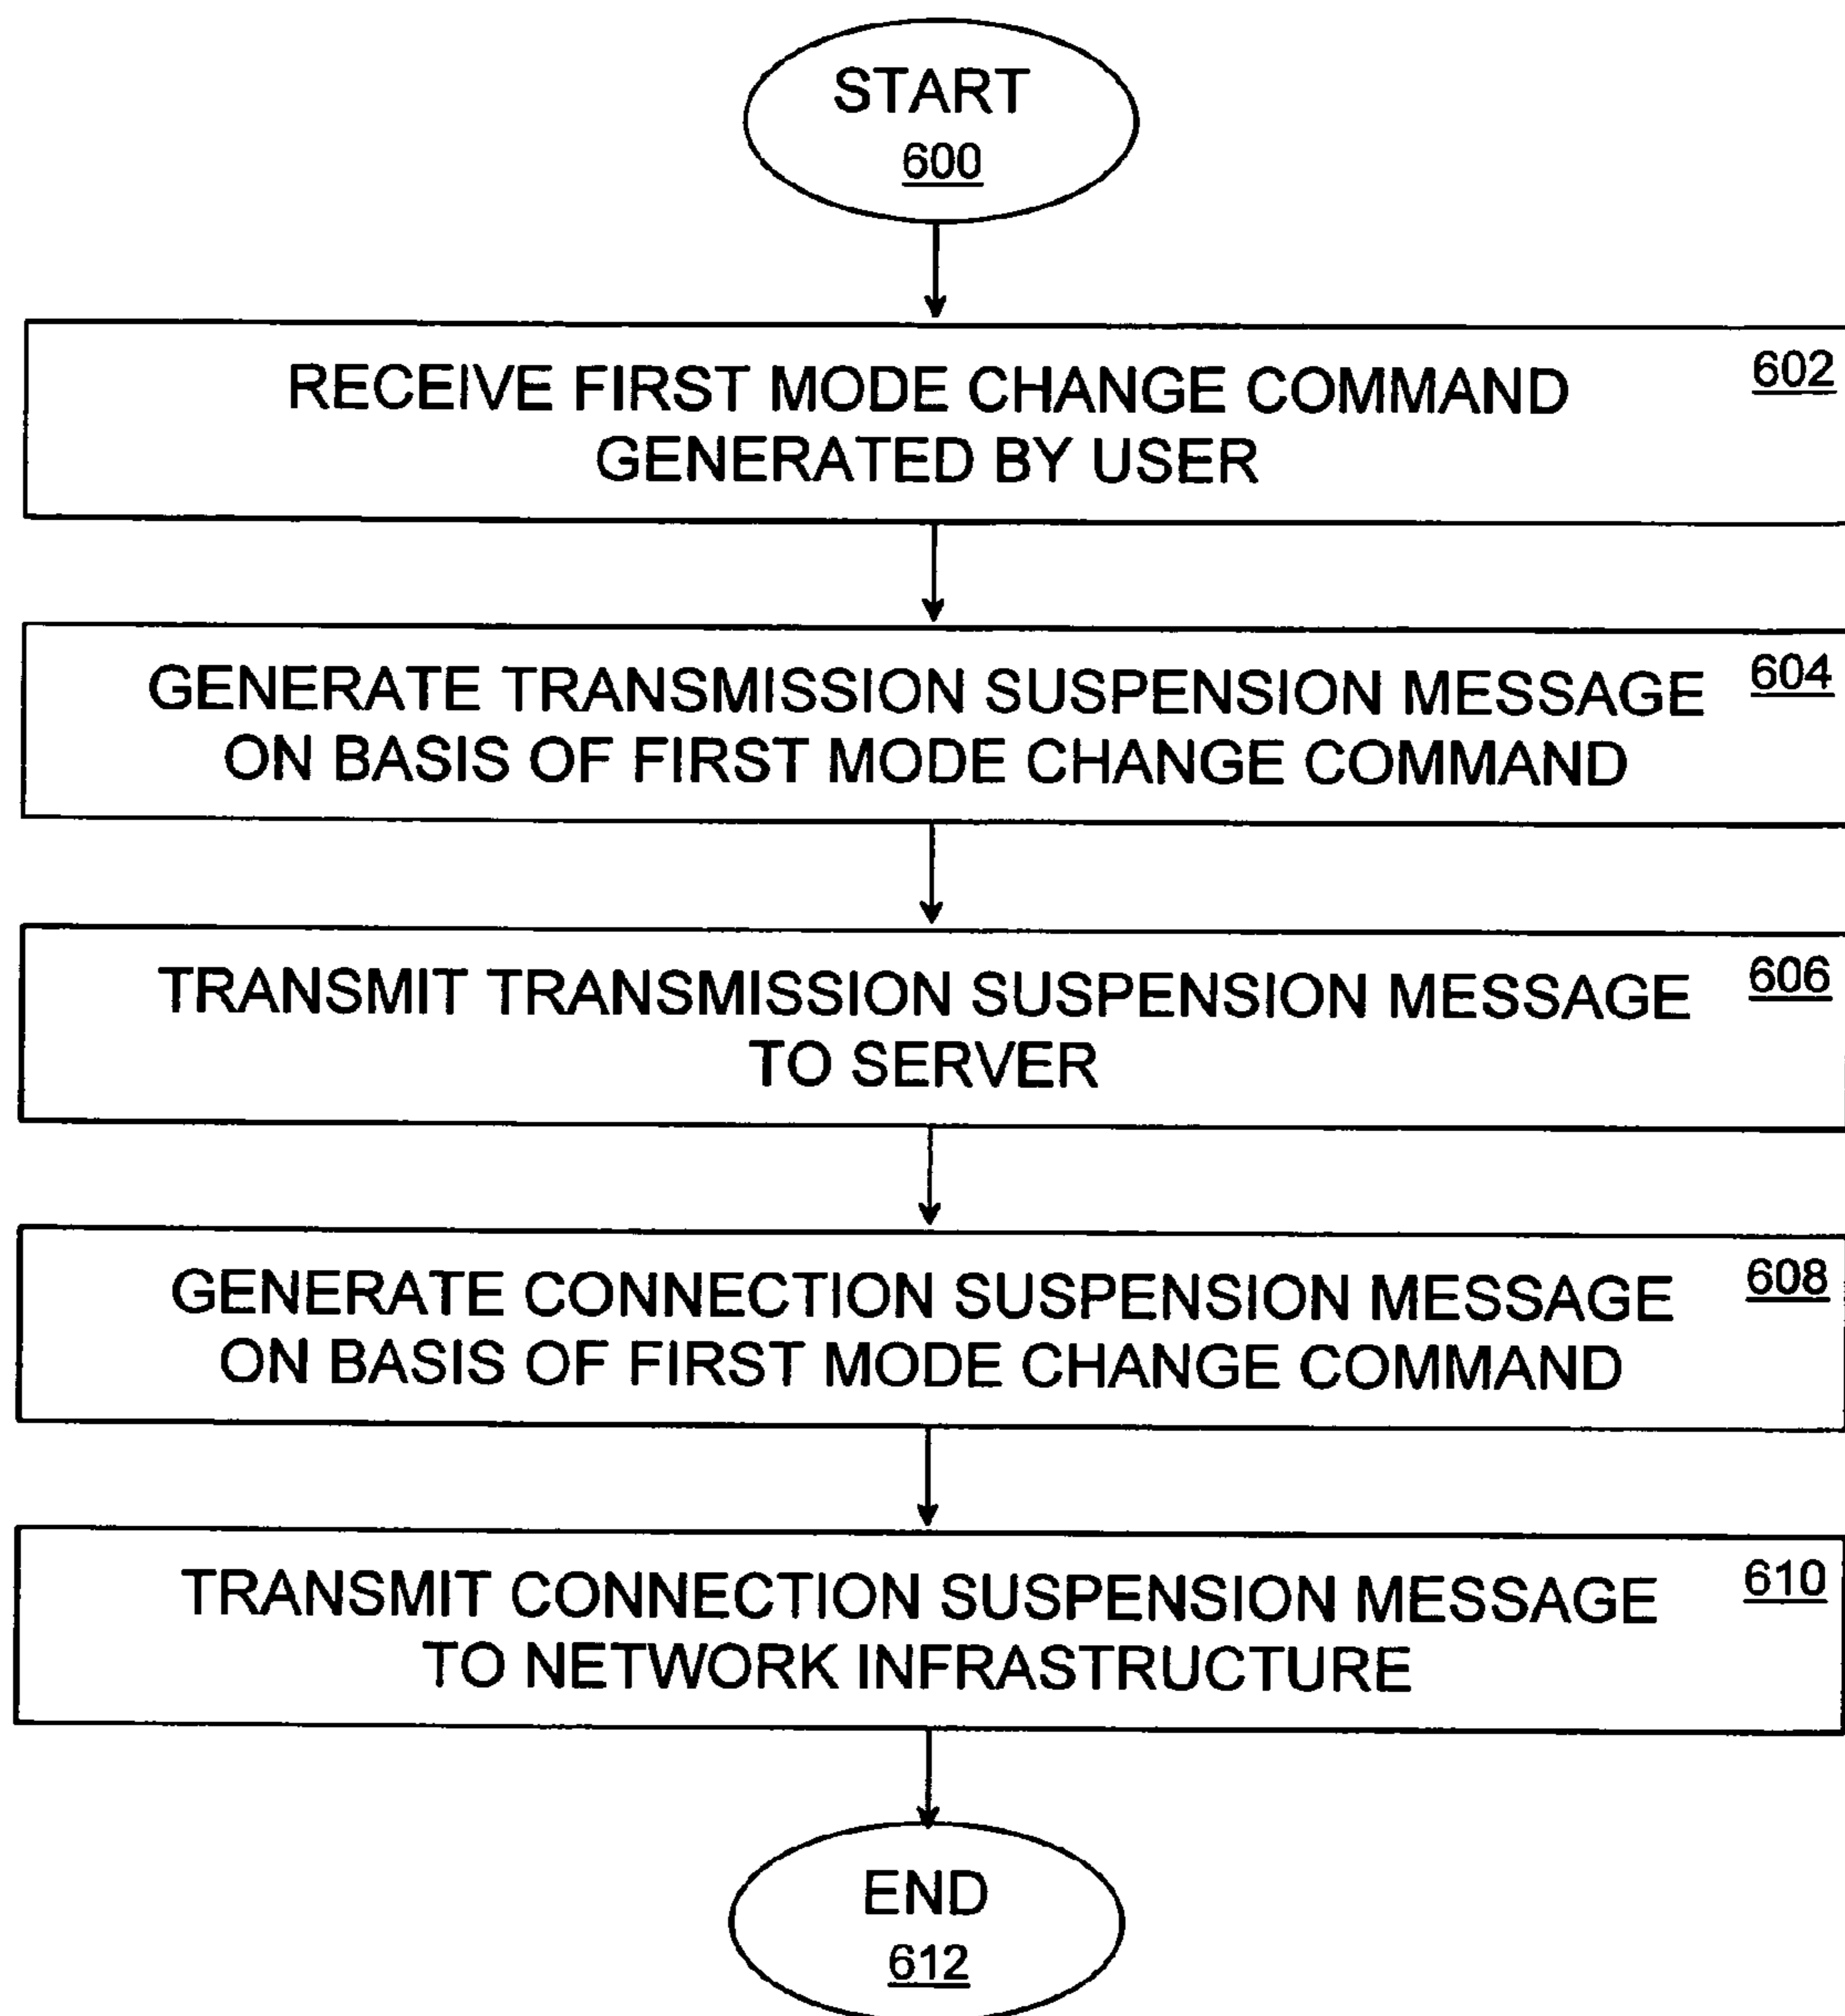 START
600
RECEIVE FIRST MODE CHANGE COMMAND 602
GENERATED BY USER
GENERATE TRANSMISSION SUSPENSION MESSAGE 604
ON BASIS OF FIRST MODE CHANGE COMMAND
TRANSMIT TRANSMISSION SUSPENSION MESSAGE 606
TO SERVER
GENERATE CONNECTION SUSPENSION MESSAGE 608
ON BASIS OF FIRST MODE CHANGE COMMAND
TRANSMIT CONNECTION SUSPENSION MESSAGE 610
TO NETWORK INFRASTRUCTURE
END
612